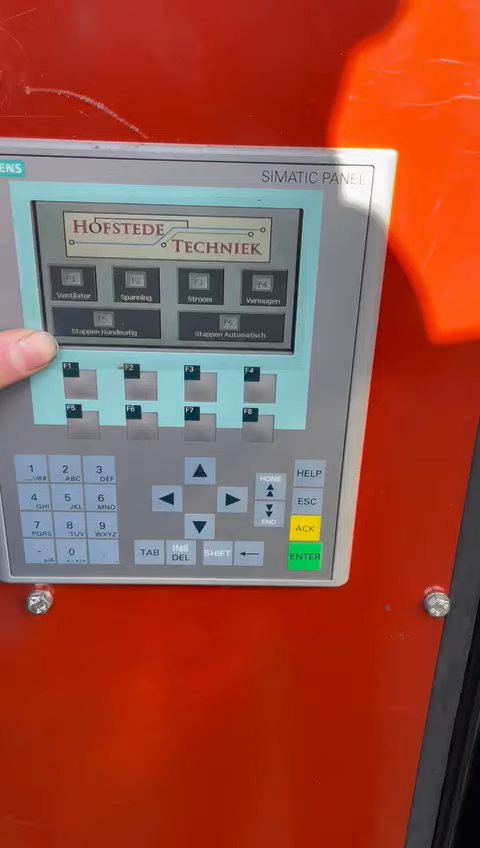 ENS
SIMATIC PANEL
HOFSTEDE
TECHNIEK
F1 F2 F3 F4
Ventilator Spanning Stroom Vermogen
F5 F6
Stappen Handmatig Stappen Automatisch
F1 F2 F3 F4
F5 F6 F7 F8
1 2 ABC 3 DEF
4 GHI 5 JKL 6 MNO
7 PQRS 8 TUV 9 WXYZ
0
HELP
HOME
END
ESC
ACK
TAB INS DEL SHIFT ENTER